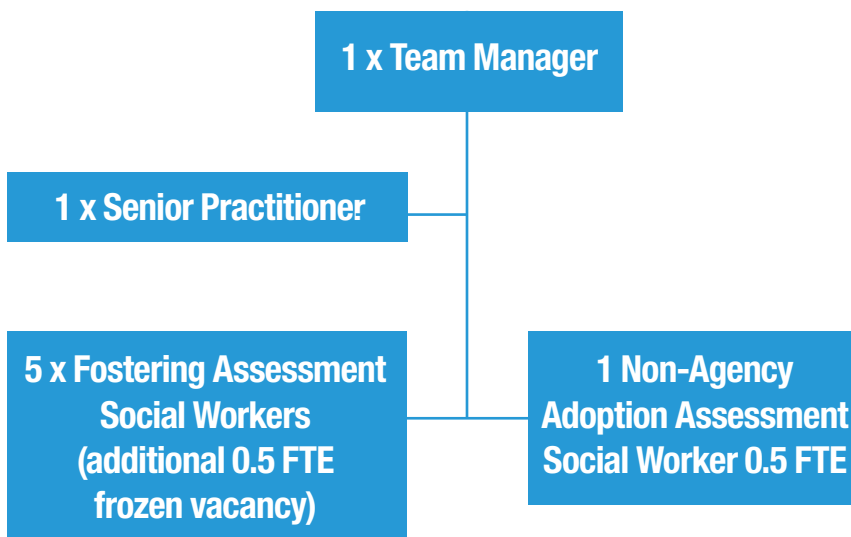 1 x Team Manager
1 x Senior Practitioner
5 x Fostering Assessment
Social Workers
(additional 0.5 FTE
frozen vacancy)
1 Non-Agency
Adoption Assessment
Social Worker 0.5 FTE